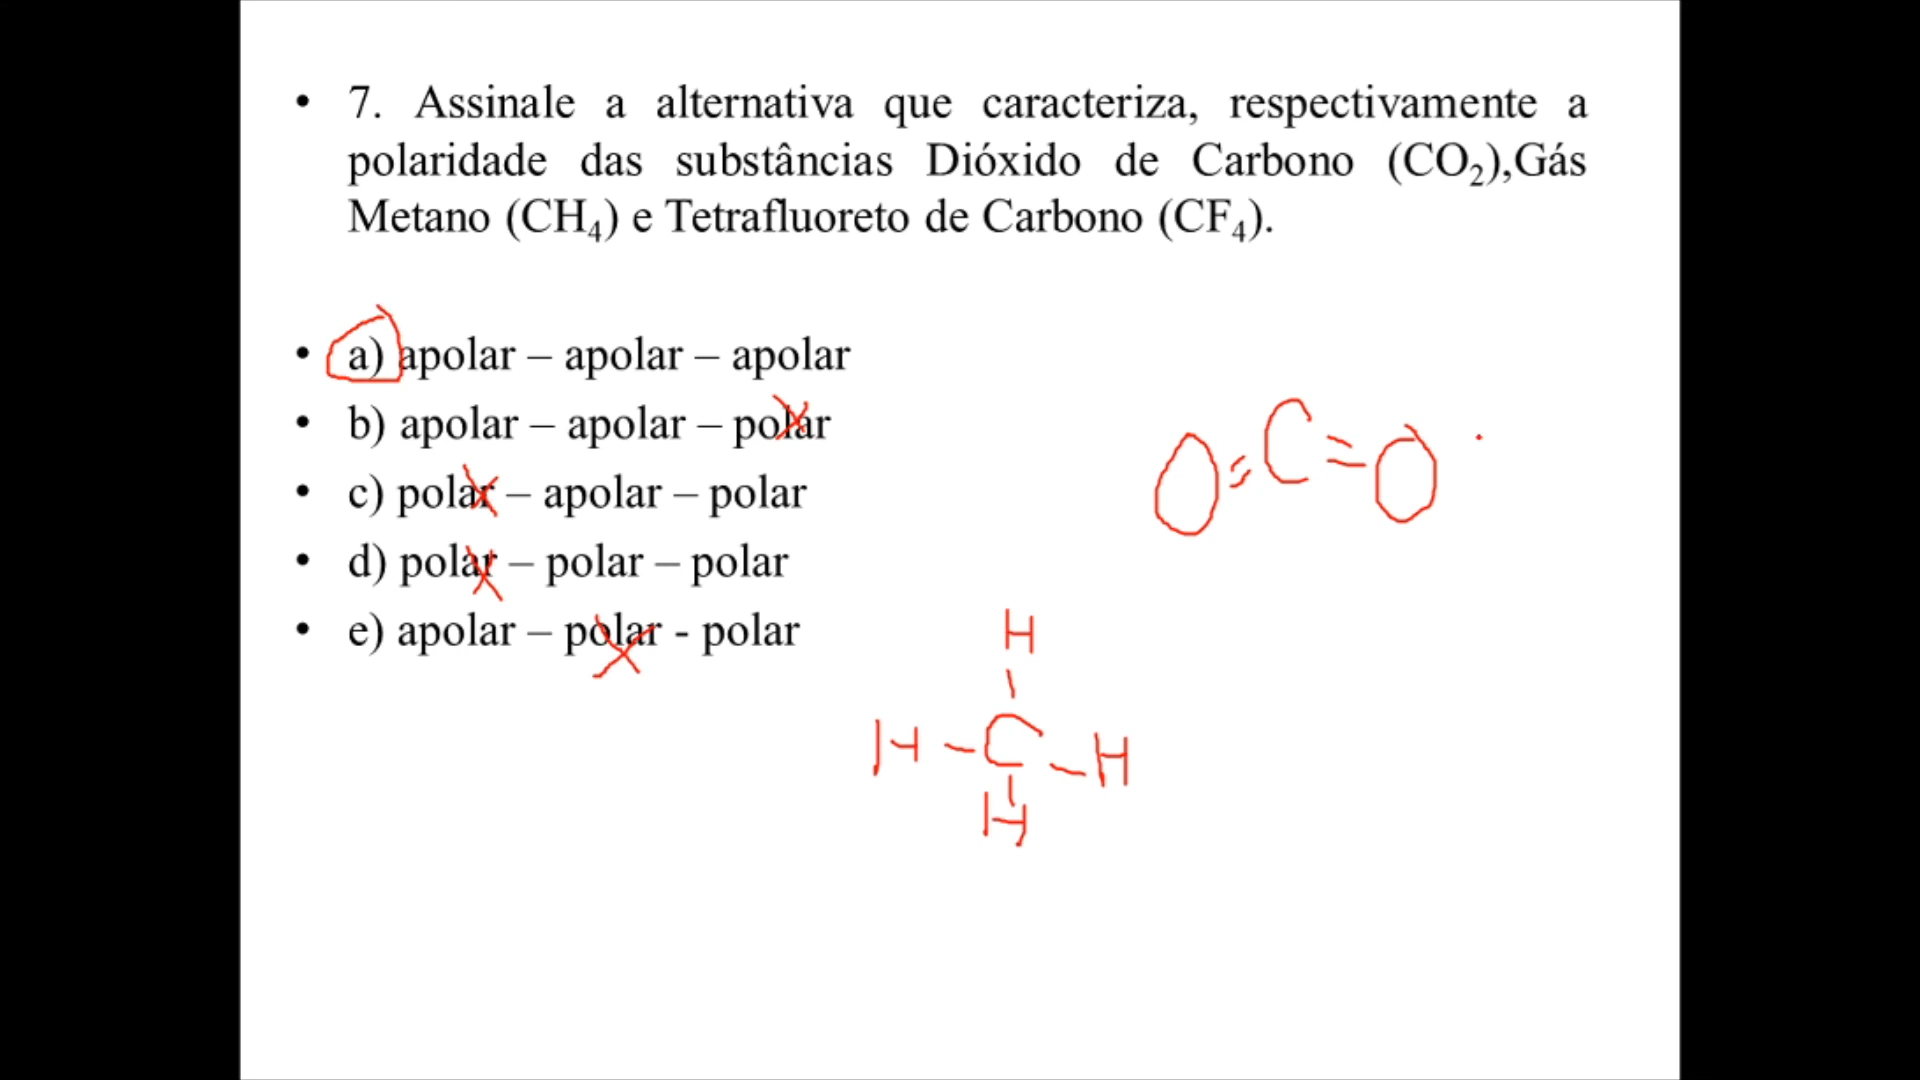 • 7. Assinale a alternativa que caracteriza, respectivamente a
polaridade das substâncias Dióxido de Carbono (CO₂),Gás
Metano (CH₄) e Tetrafluoreto de Carbono (CF₄).
• a) apolar – apolar – apolar
• b) apolar – apolar – polar
• c) polar – apolar – polar
• d) polar – polar – polar
• e) apolar – polar - polar
O=C=O
H
H-C-H
H